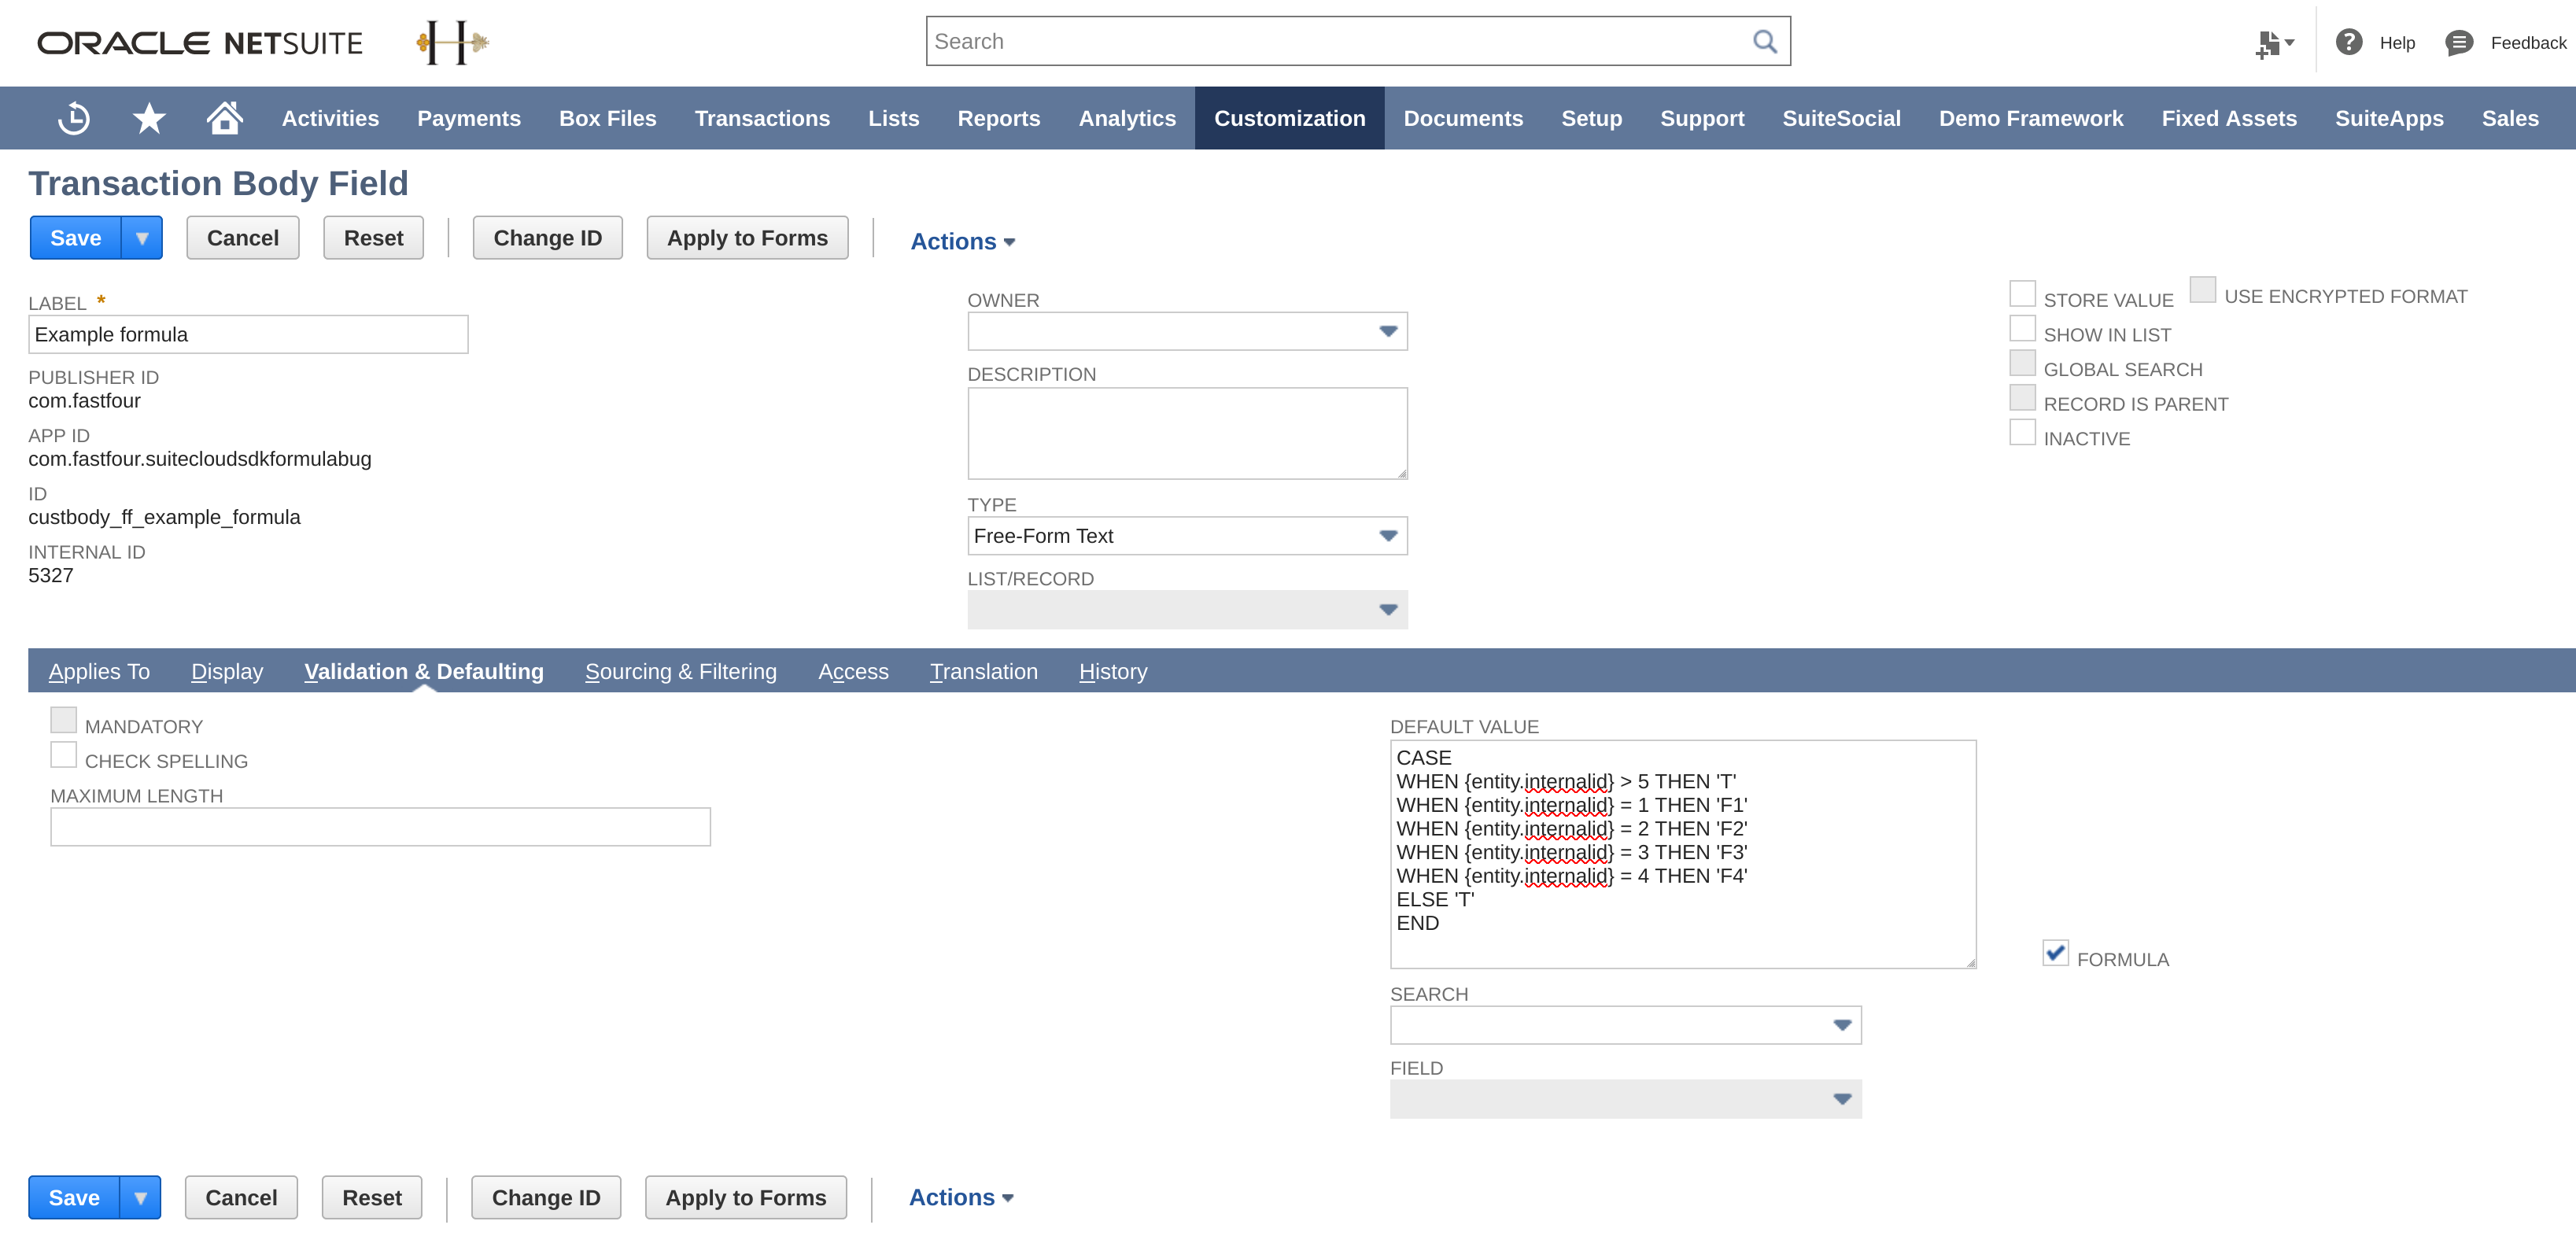 ORACLE NETSUITE
H
Search
Help
Feedback
Activities Payments Box Files Transactions Lists Reports Analytics Customization Documents Setup Support SuiteSocial Demo Framework Fixed Assets SuiteApps Sales
Transaction Body Field
Save Cancel Reset Change ID Apply to Forms Actions
LABEL *
Example formula
PUBLISHER ID
com.fastfour
APP ID
com.fastfour.suitecloudsdkformulabug
ID
custbody_ff_example_formula
INTERNAL ID
5327
OWNER
DESCRIPTION
TYPE
Free-Form Text
LIST/RECORD
STORE VALUE USE ENCRYPTED FORMAT
SHOW IN LIST
GLOBAL SEARCH
RECORD IS PARENT
INACTIVE
Applies To Display Validation & Defaulting Sourcing & Filtering Access Translation History
MANDATORY
CHECK SPELLING
MAXIMUM LENGTH
DEFAULT VALUE
CASE
WHEN {entity.internalid} > 5 THEN 'T'
WHEN {entity.internalid} = 1 THEN 'F1'
WHEN {entity.internalid} = 2 THEN 'F2'
WHEN {entity.internalid} = 3 THEN 'F3'
WHEN {entity.internalid} = 4 THEN 'F4'
ELSE 'T'
END
FORMULA
SEARCH
FIELD
Save Cancel Reset Change ID Apply to Forms Actions